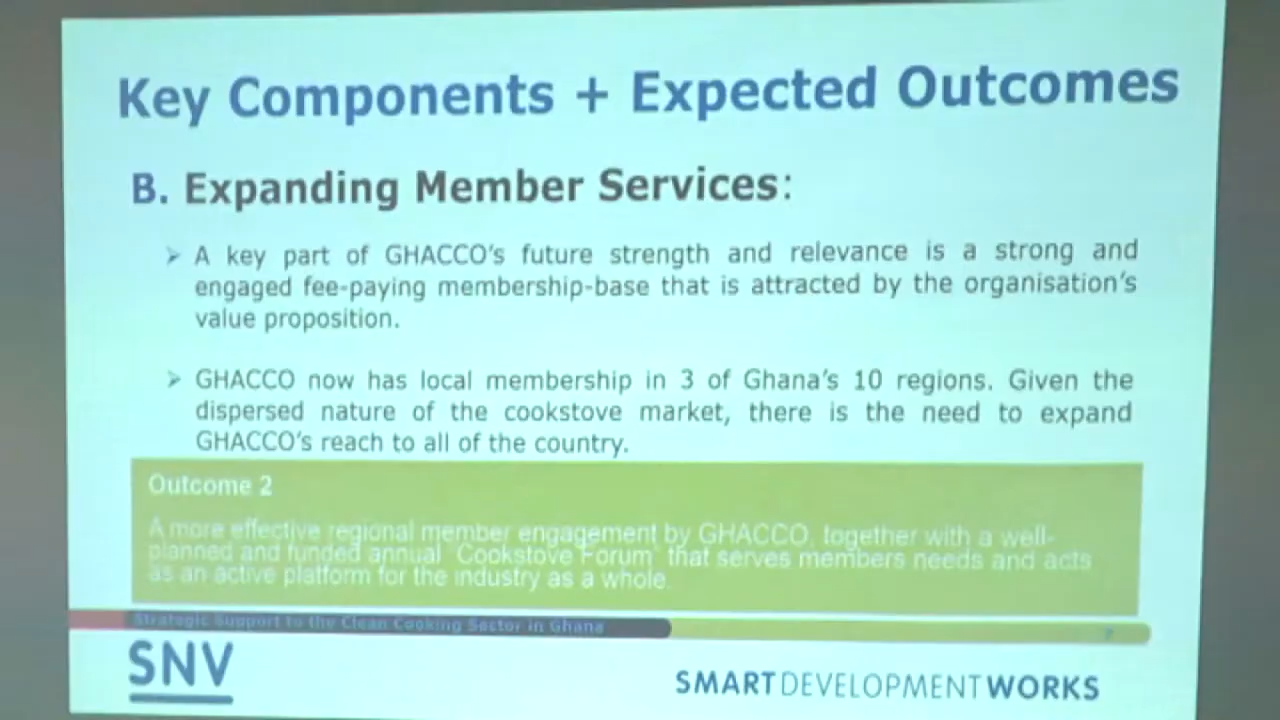 Key Components + Expected Outcomes
B. Expanding Member Services:
➢ A key part of GHACCO's future strength and relevance is a strong and
engaged fee-paying membership-base that is attracted by the organisation's
value proposition.
➢ GHACCO now has local membership in 3 of Ghana's 10 regions. Given the
dispersed nature of the cookstove market, there is the need to expand
GHACCO's reach to all of the country.
Outcome 2
A more effective regional member engagement by GHACCO, together with a well-
planned and funded annual "Cookstove Forum" that serves members needs and acts
as an active platform for the industry as a whole.
Strategic Support to the Clean Cooking Sector in Ghana
7
SNV
SMART DEVELOPMENT WORKS